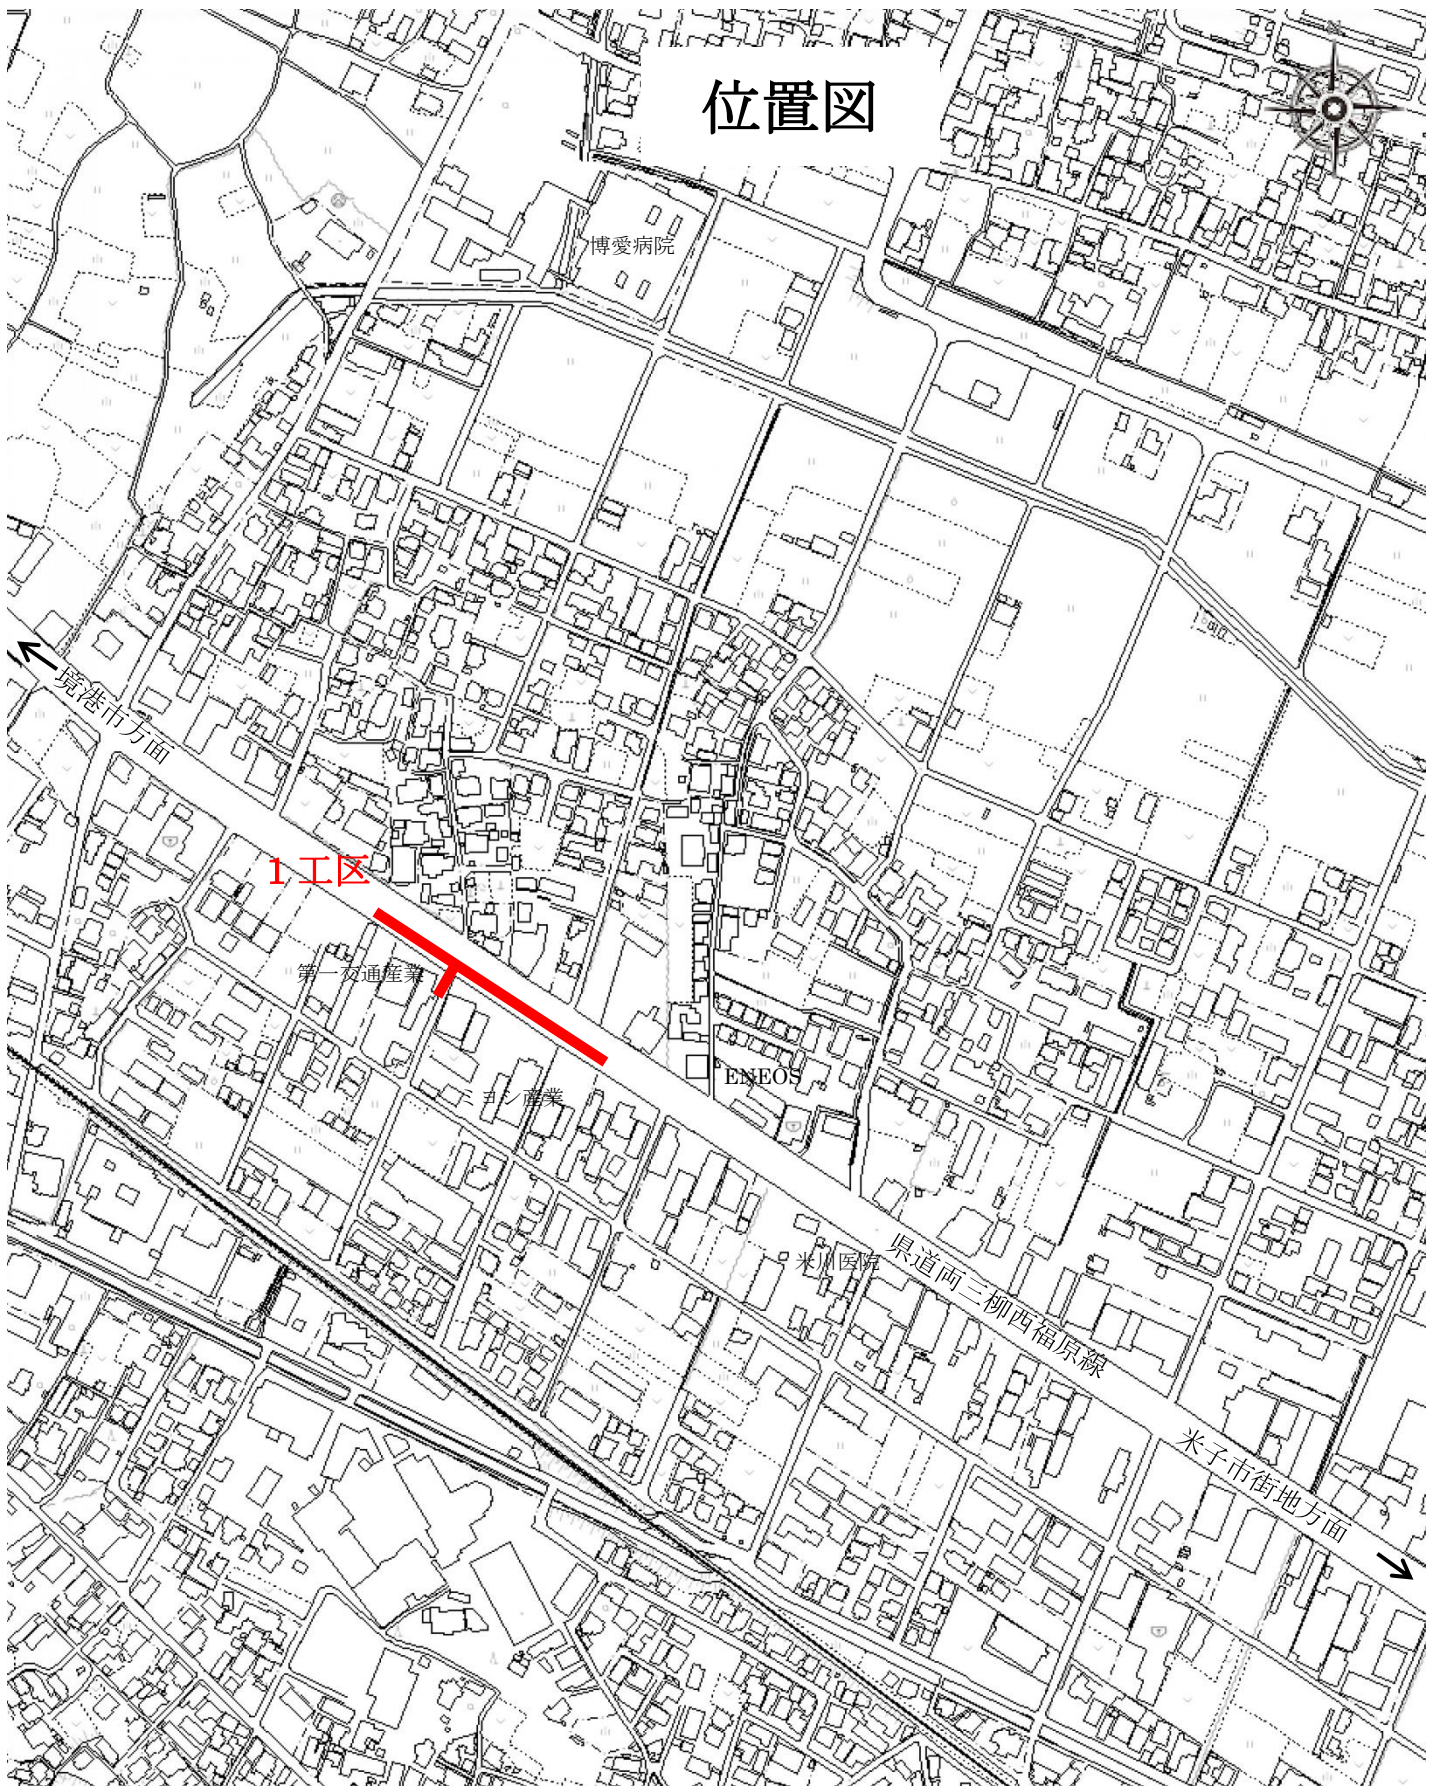 位置図
博愛病院
境港市方面
1工区
第一交通産業
ENEOS
ミヨシ産業
米川医院
県道両三柳西福原線
米子市街地方面